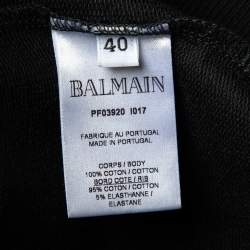 40
BALMAIN
PF03920 I017
FABRIQUE AU PORTUGAL
MADE IN PORTUGAL
CORPS / BODY
100% COTON / COTTON
BORD COTE / RIBS
95% COTON / COTTON
5% ELASTHANNE /
ELASTANE